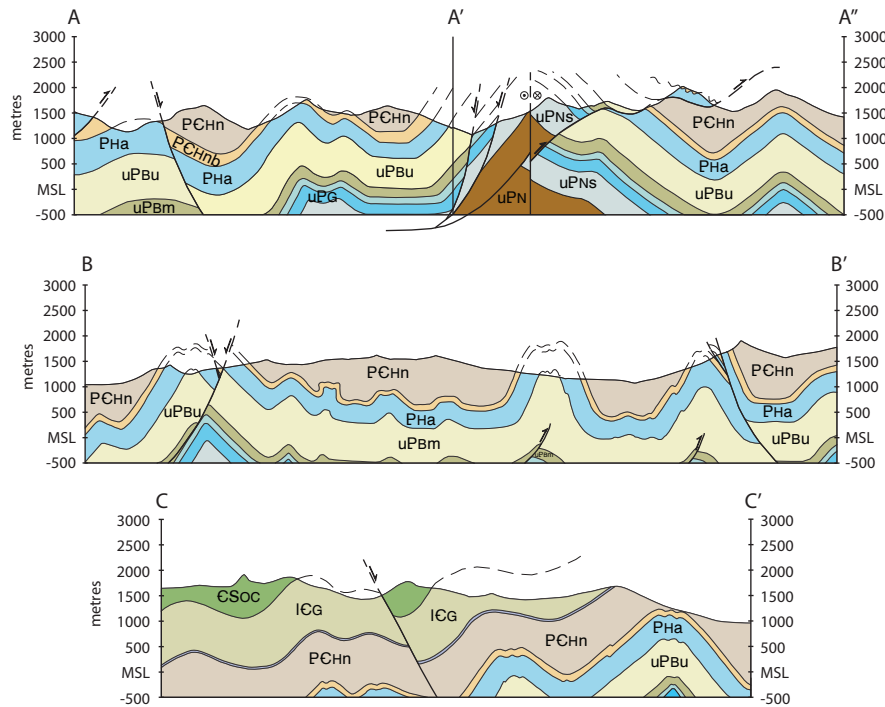 A A’ A”
3000 3000
2500 2500
2000 2000
1500 1500
1000 1000
500 500
MSL MSL
-500 -500
metres
PЄHn PЄHn PЄHn
PЄHnb
PHa PHa PHa
uPBu uPBu uPBu
uPBm uPG uPN uPNs uPNs
B B’
3000 3000
2500 2500
2000 2000
1500 1500
1000 1000
500 500
MSL MSL
-500 -500
metres
PЄHn PЄHn PЄHn
PHa PHa
uPBu uPBm uPBu
uPBm
C C’
3000 3000
2500 2500
2000 2000
1500 1500
1000 1000
500 500
MSL MSL
-500 -500
metres
ЄSOC lЄG lЄG
PЄHn PЄHn PHa
uPBu